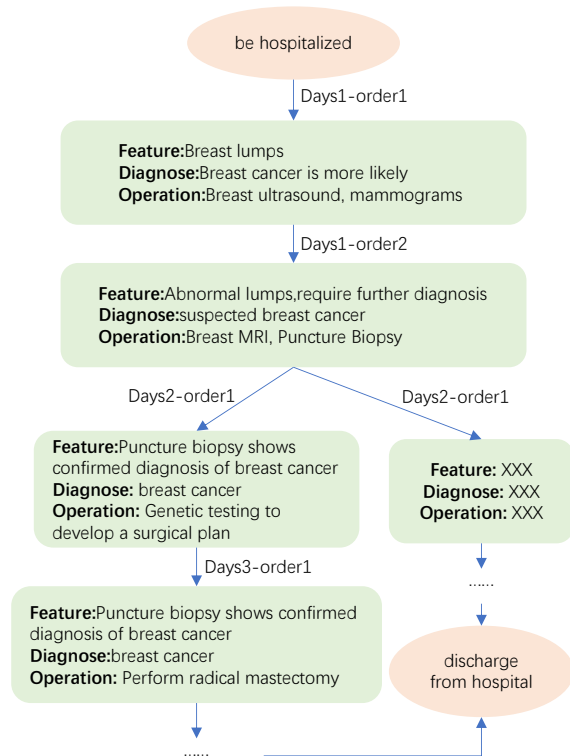 be hospitalized
Days1-order1
Feature:Breast lumps
Diagnose:Breast cancer is more likely
Operation:Breast ultrasound, mammograms
Days1-order2
Feature:Abnormal lumps,require further diagnosis
Diagnose:suspected breast cancer
Operation:Breast MRI, Puncture Biopsy
Days2-order1
Days2-order1
Feature:Puncture biopsy shows
confirmed diagnosis of breast cancer
Diagnose: breast cancer
Operation: Genetic testing to
develop a surgical plan
Feature: XXX
Diagnose: XXX
Operation: XXX
Days3-order1
......
Feature:Puncture biopsy shows confirmed
diagnosis of breast cancer
Diagnose:breast cancer
Operation: Perform radical mastectomy
discharge
from hospital
......